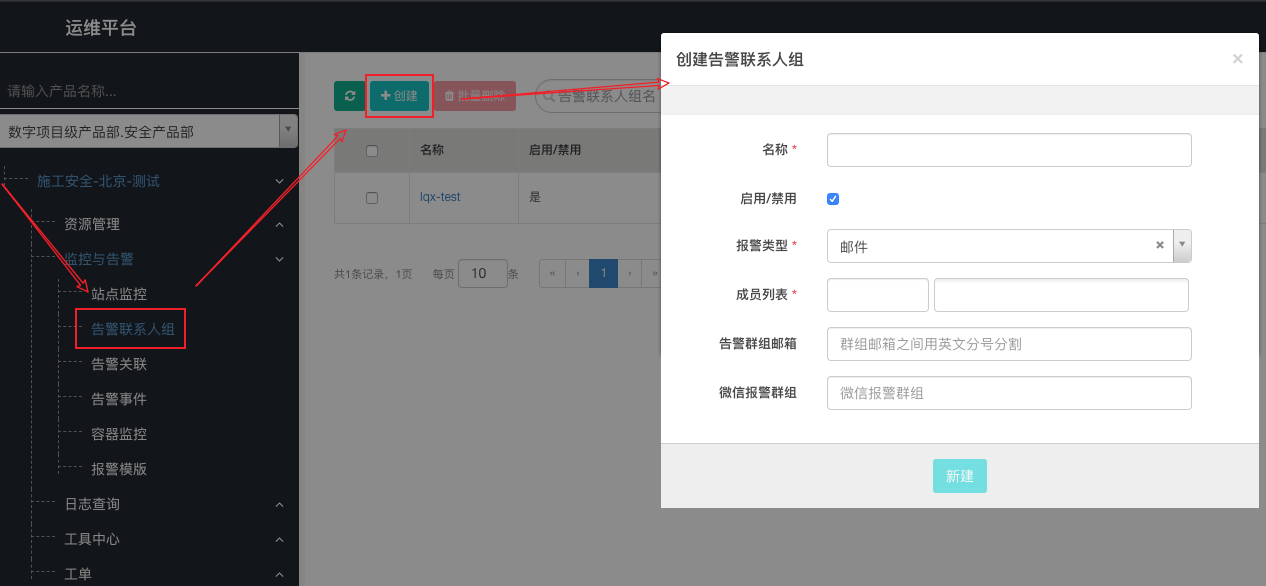 运维平台
请输入产品名称...
数字项目级产品部.安全产品部
施工安全-北京-测试
资源管理
监控与告警
站点监控
告警联系人组
告警关联
告警事件
容器监控
报警模版
日志查询
工具中心
工单
创建
批量删除
告警联系人组名
名称 启用/禁用
lqx-test 是
共1条记录，1页 每页 10 条 « ‹ 1 › »
创建告警联系人组 ×
名称 *
启用/禁用
报警类型 * 邮件 ×
成员列表 *
告警群组邮箱 群组邮箱之间用英文分号分割
微信报警群组 微信报警群组
新建